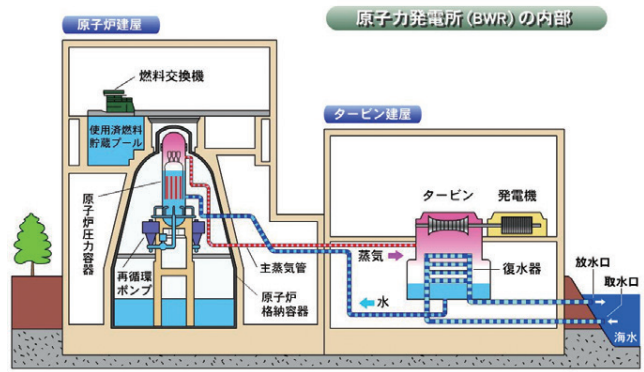 原子力発電所(BWR)の内部
原子炉建屋
燃料交換機
使用済燃料
貯蔵プール
タービン建屋
原子炉圧力容器
タービン
発電機
蒸気
復水器
放水口
取水口
主蒸気管
再循環
ポンプ
原子炉
格納容器
水
海水